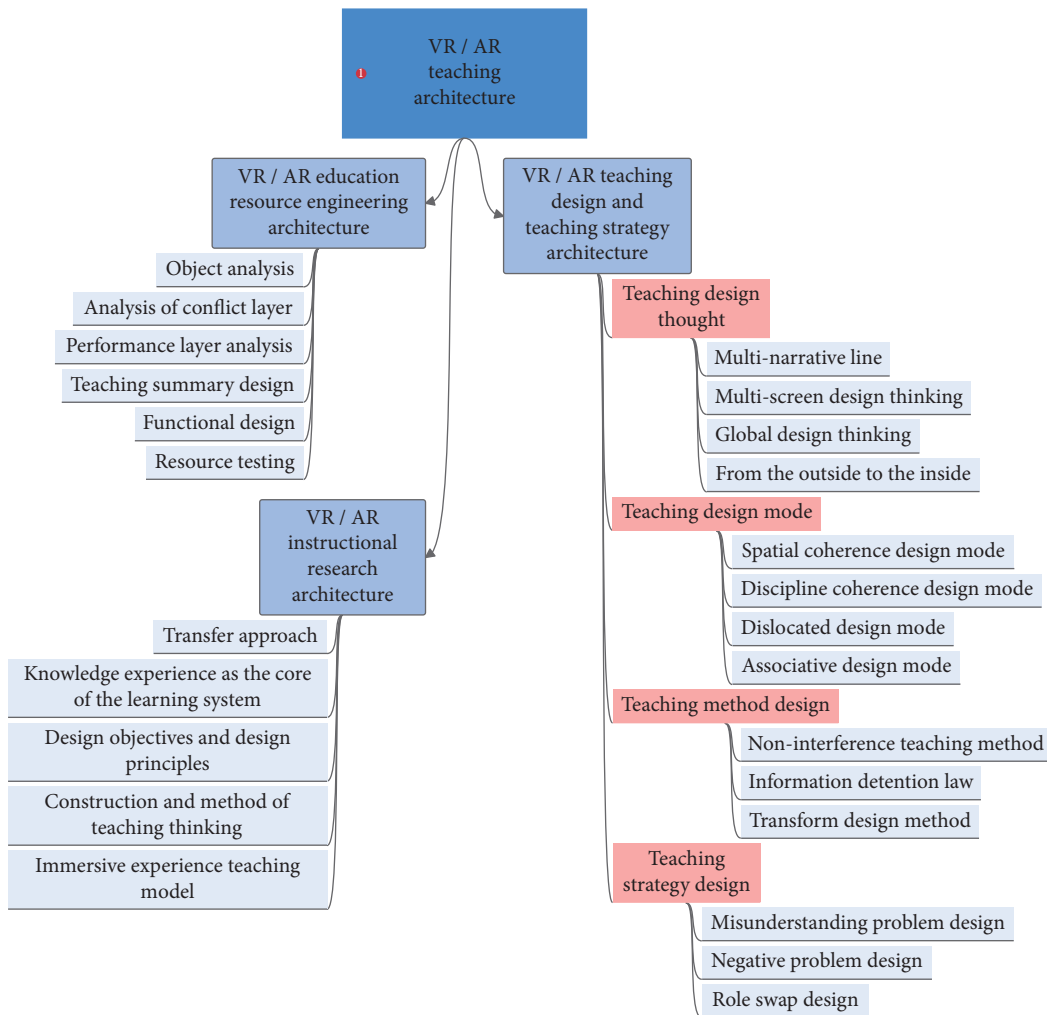 1
VR / AR
teaching
architecture
VR / AR education
resource engineering
architecture
Object analysis
Analysis of conflict layer
Performance layer analysis
Teaching summary design
Functional design
Resource testing
VR / AR
instructional
research
architecture
Transfer approach
Knowledge experience as the core
of the learning system
Design objectives and design
principles
Construction and method of
teaching thinking
Immersive experience teaching
model
VR / AR teaching
design and
teaching strategy
architecture
Teaching design
thought
Multi-narrative line
Multi-screen design thinking
Global design thinking
From the outside to the inside
Teaching design mode
Spatial coherence design mode
Discipline coherence design mode
Dislocated design mode
Associative design mode
Teaching method design
Non-interference teaching method
Information detention law
Transform design method
Teaching
strategy design
Misunderstanding problem design
Negative problem design
Role swap design